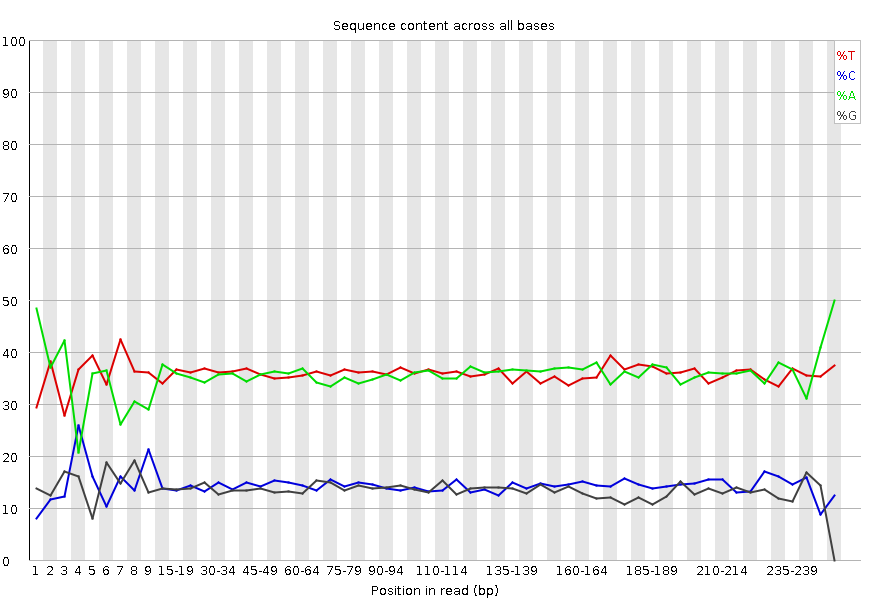 Sequence content across all bases
100
90
80
70
60
50
40
30
20
10
0
%T
%C
%A
%G
1 2 3 4 5 6 7 8 9 15-19 30-34 45-49 60-64 75-79 90-94 110-114 135-139 160-164 185-189 210-214 235-239
Position in read (bp)